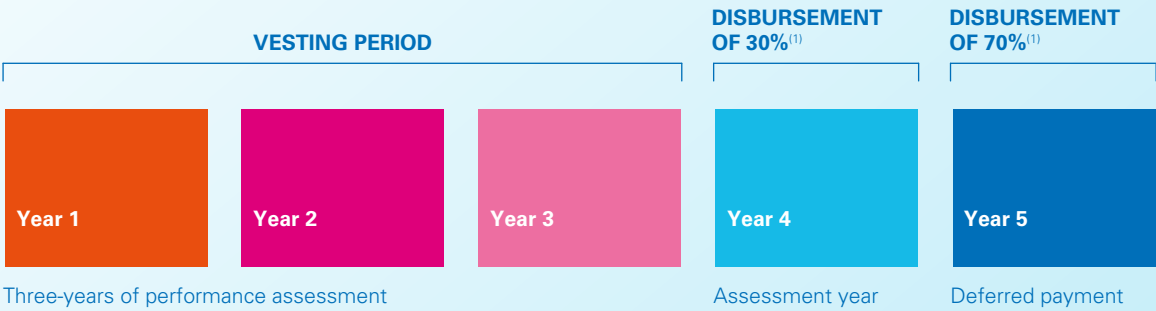 VESTING PERIOD
DISBURSEMENT
OF 30%(1)
DISBURSEMENT
OF 70%(1)
Year 1
Year 2
Year 3
Year 4
Year 5
Three-years of performance assessment
Assessment year
Deferred payment